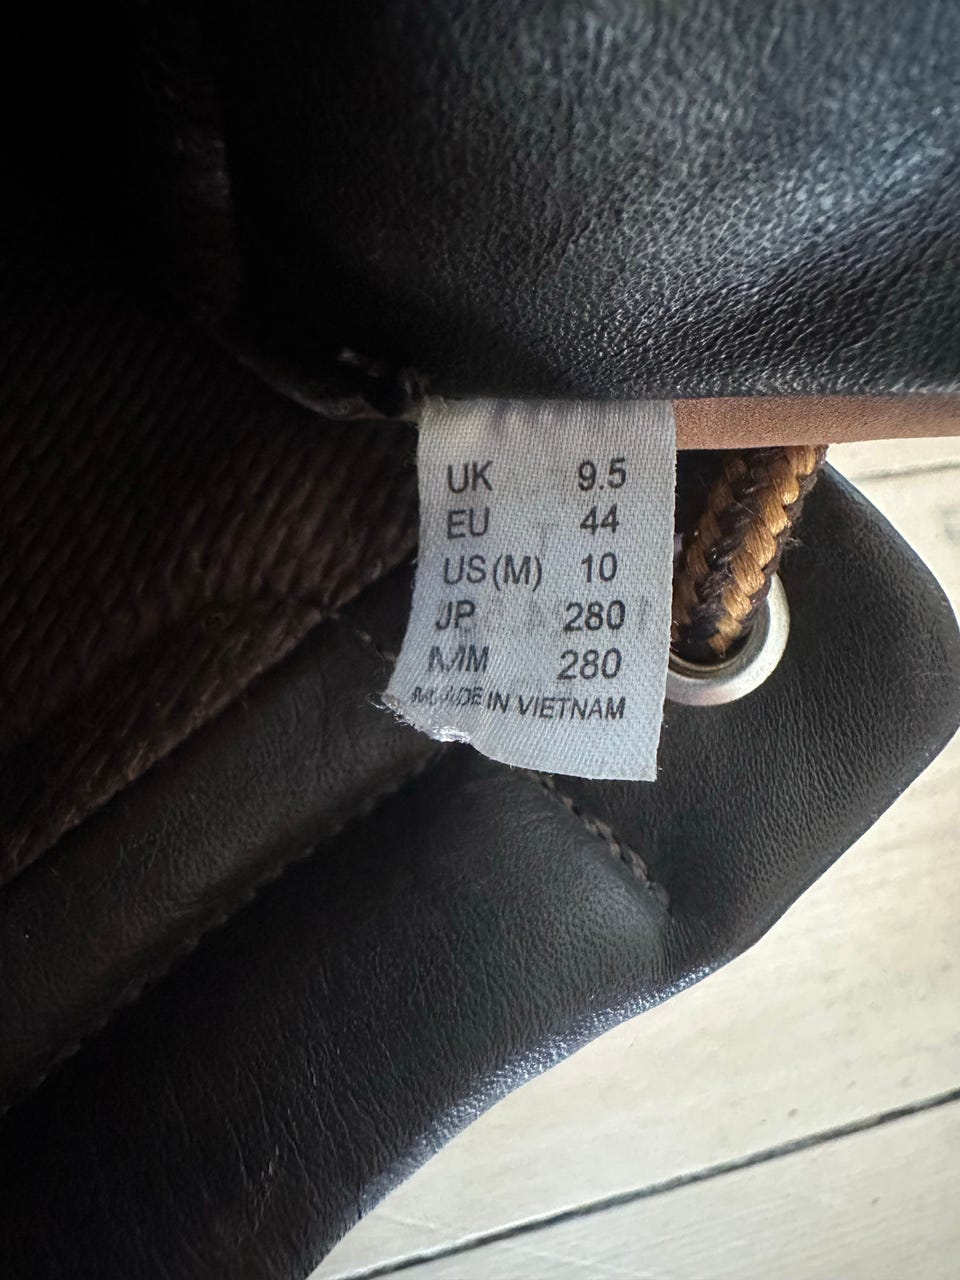 UK 9.5
EU 44
US(M) 10
JP 280
MM 280
MADE IN VIETNAM